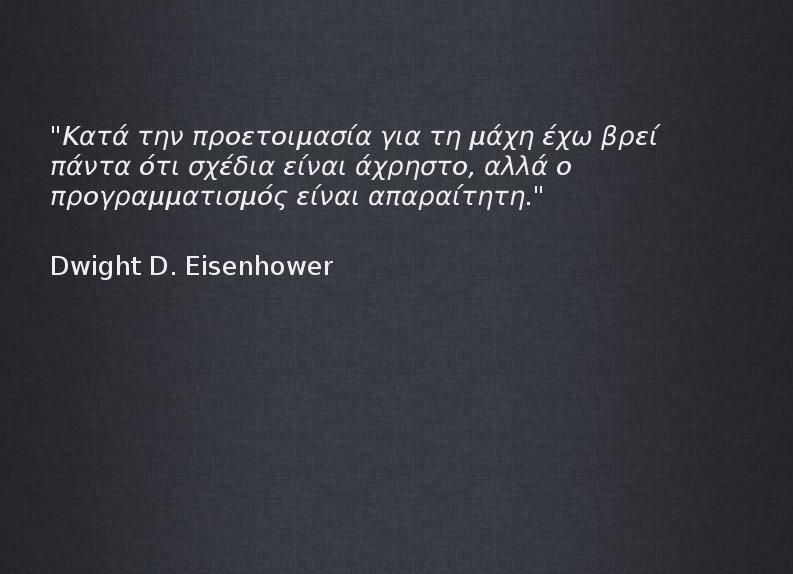 "Κατά την προετοιμασία για τη μάχη έχω βρεί
πάντα ότι σχέδια είναι άχρηστο, αλλά ο
προγραμματισμός είναι απαραίτητη."
Dwight D. Eisenhower